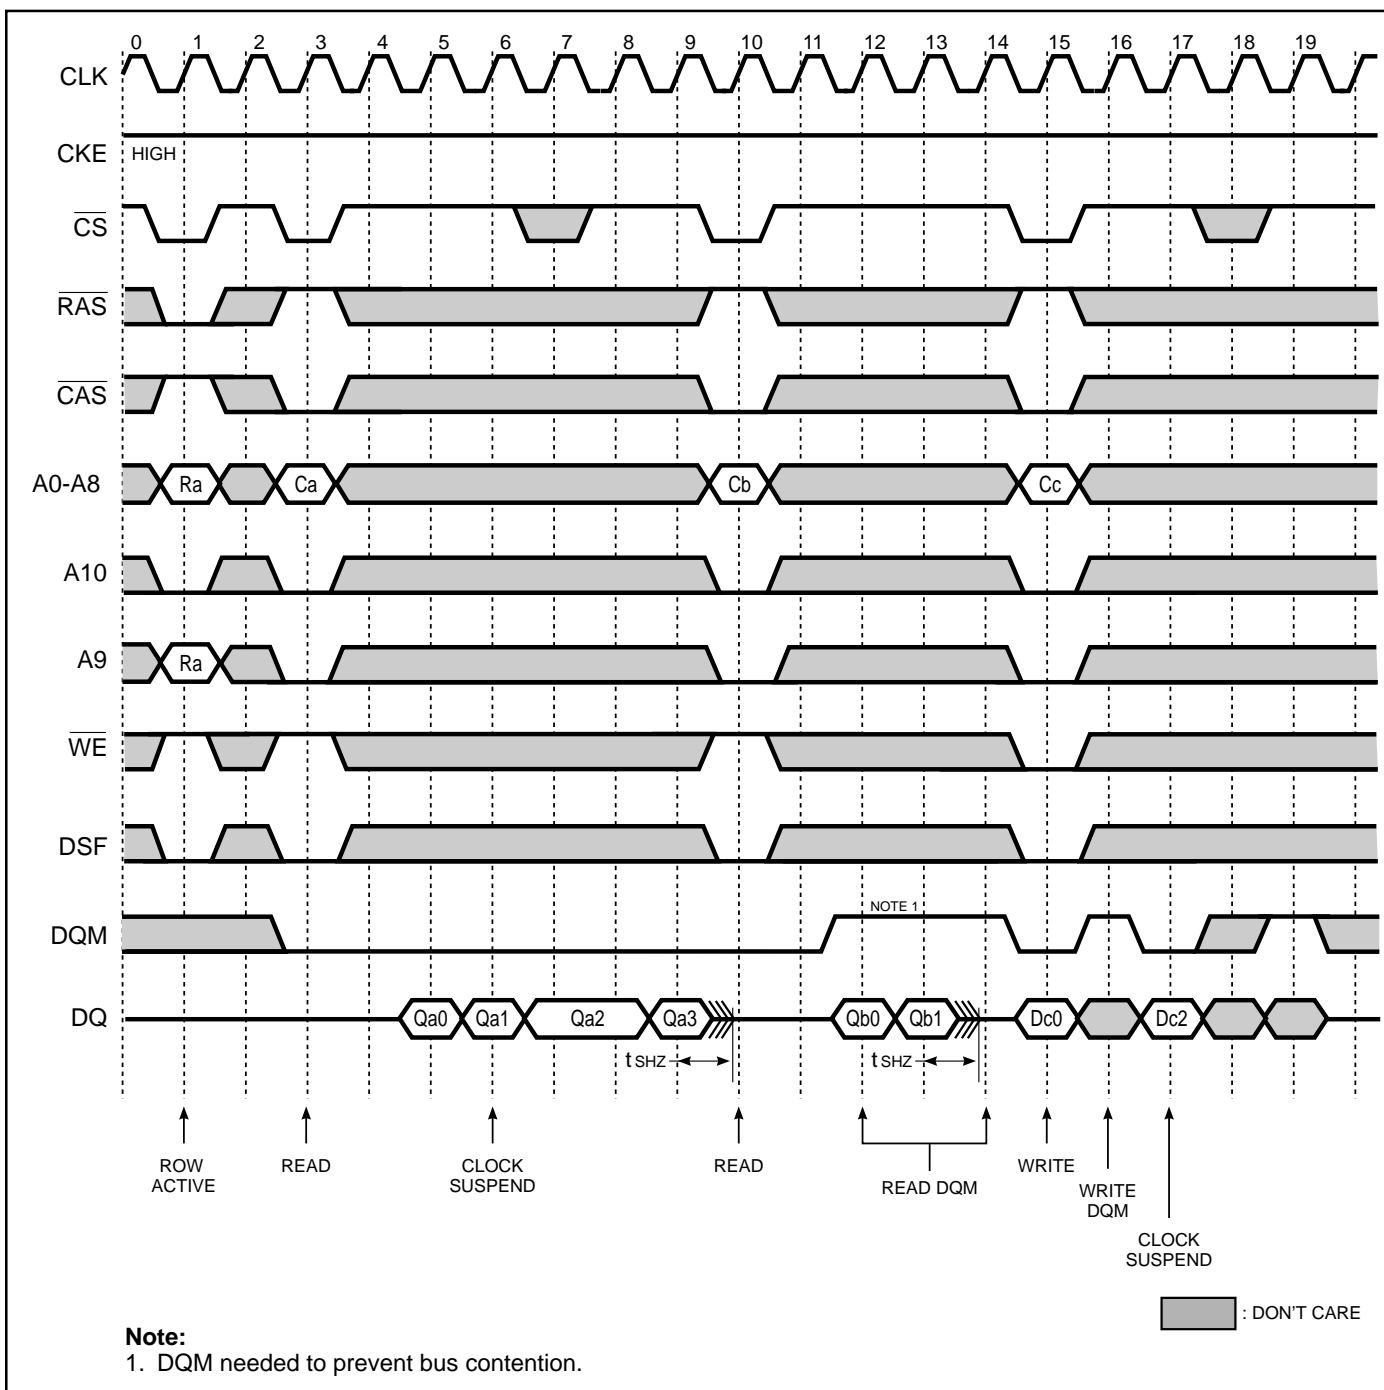 0 1 2 3 4 5 6 7 8 9 10 11 12 13 14 15 16 17 18 19
CLK
CKE HIGH
CS
RAS
CAS
A0-A8 Ra Ca Cb Cc
A10
A9 Ra
WE
DSF
DQM NOTE 1
DQ Qa0 Qa1 Qa2 Qa3 Qb0 Qb1 Dc0 Dc2
tSHZ tSHZ
ROW ACTIVE
READ
CLOCK SUSPEND
READ
READ DQM
WRITE
WRITE DQM
CLOCK SUSPEND
: DON'T CARE
Note:
1. DQM needed to prevent bus contention.